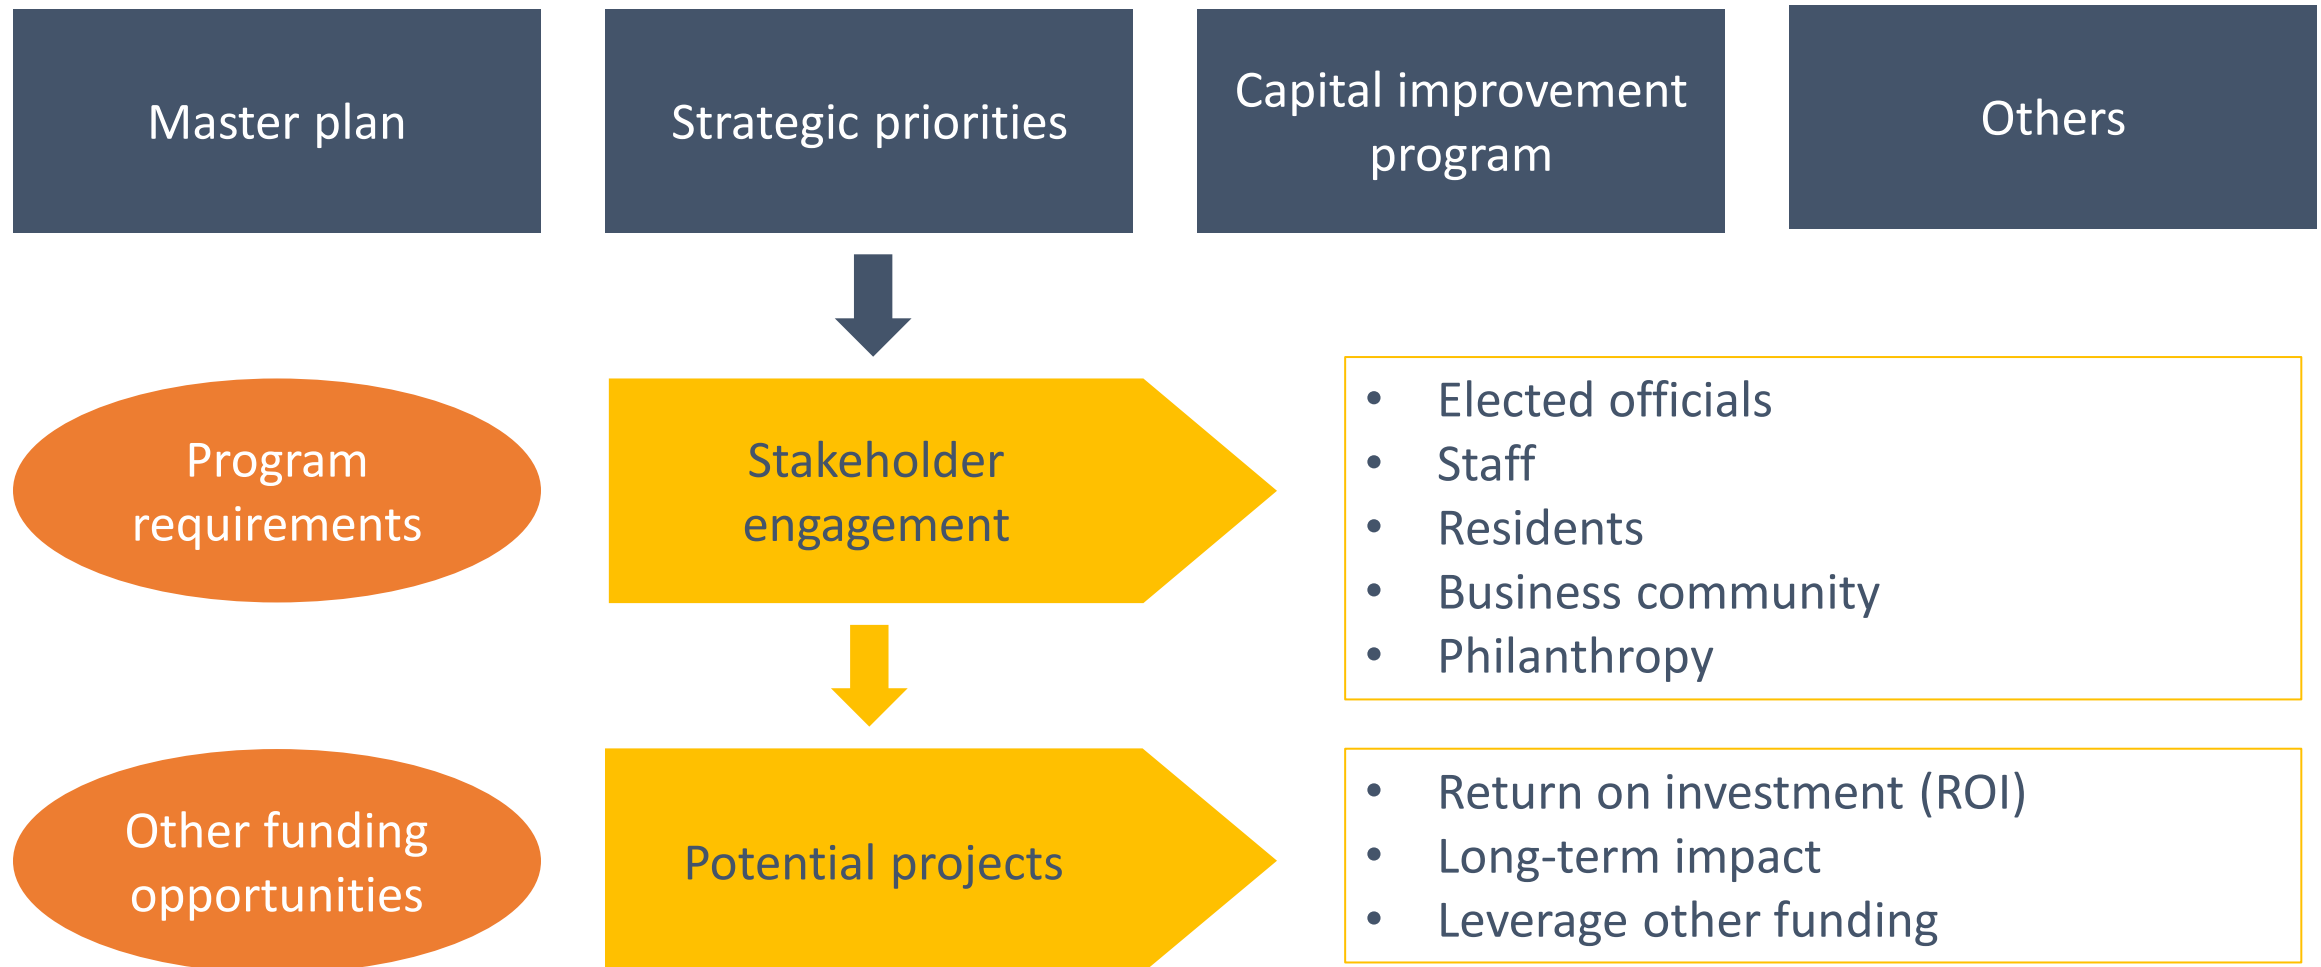 Master plan
Strategic priorities
Capital improvement
program
Others
Program
requirements
Stakeholder
engagement
• Elected officials
• Staff
• Residents
• Business community
• Philanthropy
Other funding
opportunities
Potential projects
• Return on investment (ROI)
• Long-term impact
• Leverage other funding